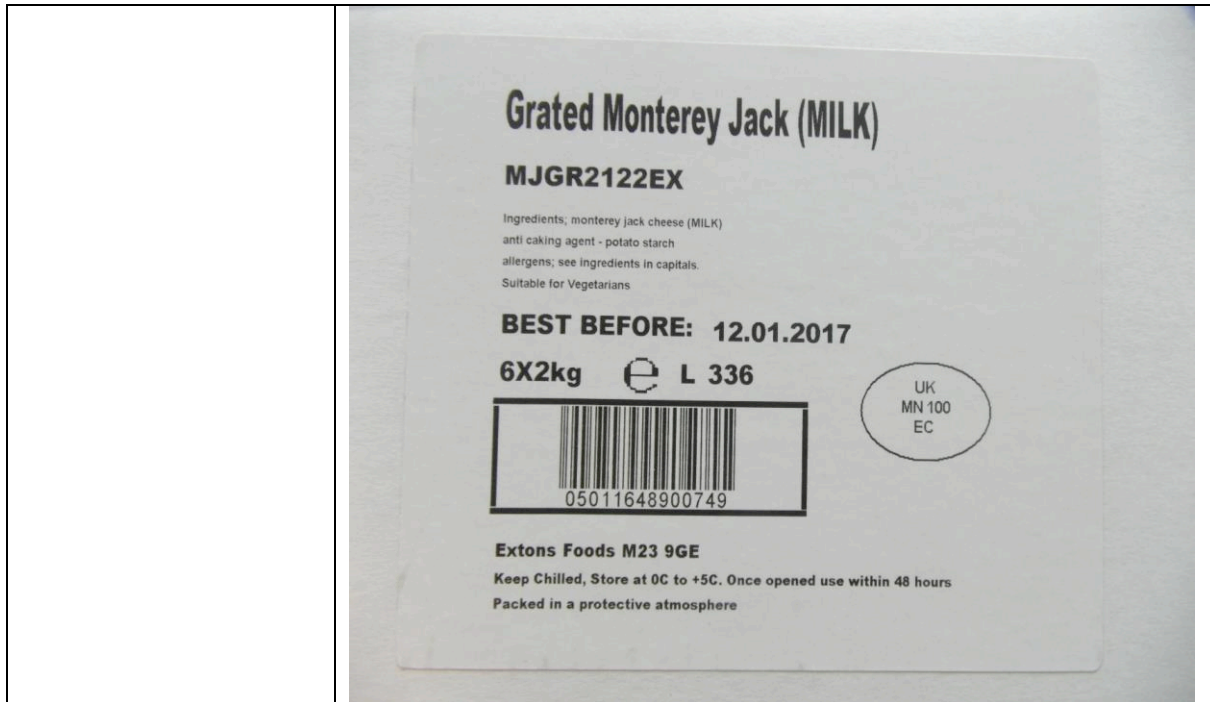 Grated Monterey Jack (MILK)
MJGR2122EX
Ingredients; monterey jack cheese (MILK)
anti caking agent - potato starch
allergens; see ingredients in capitals.
Suitable for Vegetarians
BEST BEFORE: 12.01.2017
6X2kg ℮ L 336
UK
MN 100
EC
05011648900749
Extons Foods M23 9GE
Keep Chilled, Store at 0C to +5C. Once opened use within 48 hours
Packed in a protective atmosphere